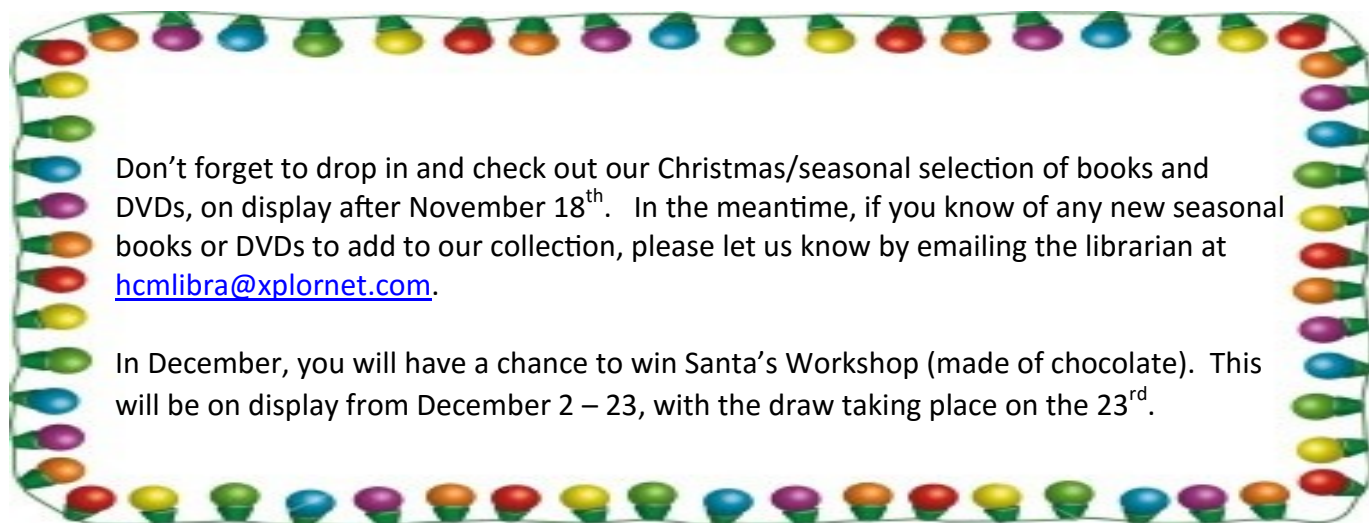 Don’t forget to drop in and check out our Christmas/seasonal selection of books and
DVDs, on display after November 18th.   In the meantime, if you know of any new seasonal
books or DVDs to add to our collection, please let us know by emailing the librarian at
hcmlibra@xplornet.com.
In December, you will have a chance to win Santa’s Workshop (made of chocolate).  This
will be on display from December 2 – 23, with the draw taking place on the 23rd.